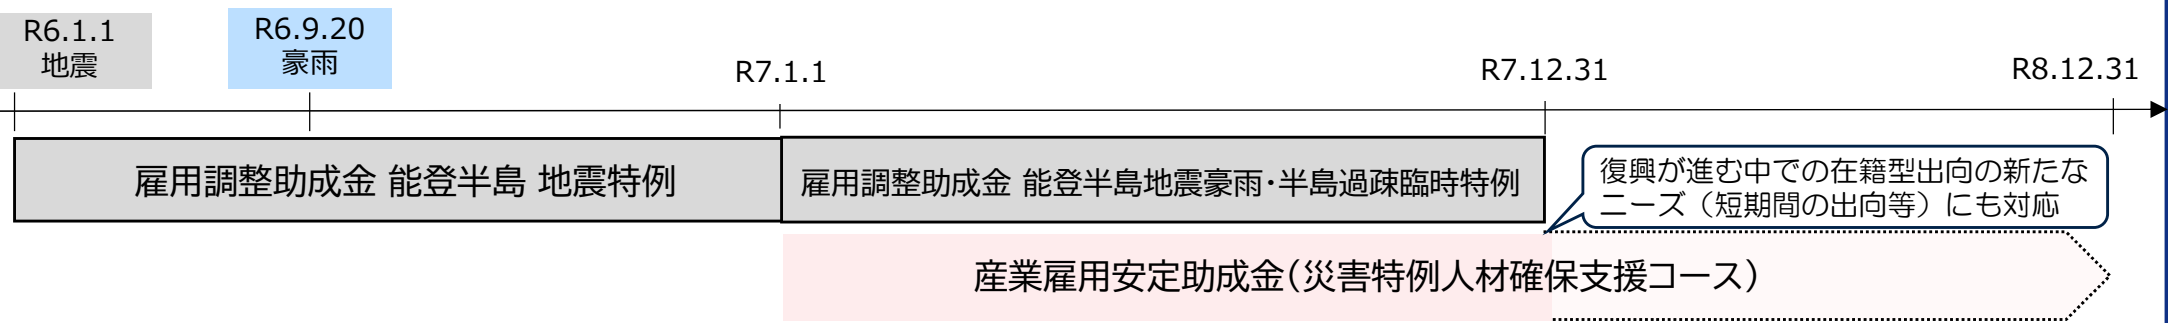 R6.1.1
地震
R6.9.20
豪雨
R7.1.1
R7.12.31
R8.12.31
雇用調整助成金 能登半島 地震特例
雇用調整助成金 能登半島地震豪雨・半島過疎臨時特例
復興が進む中での在籍型出向の新たな
ニーズ（短期間の出向等）にも対応
産業雇用安定助成金（災害特例人材確保支援コース）